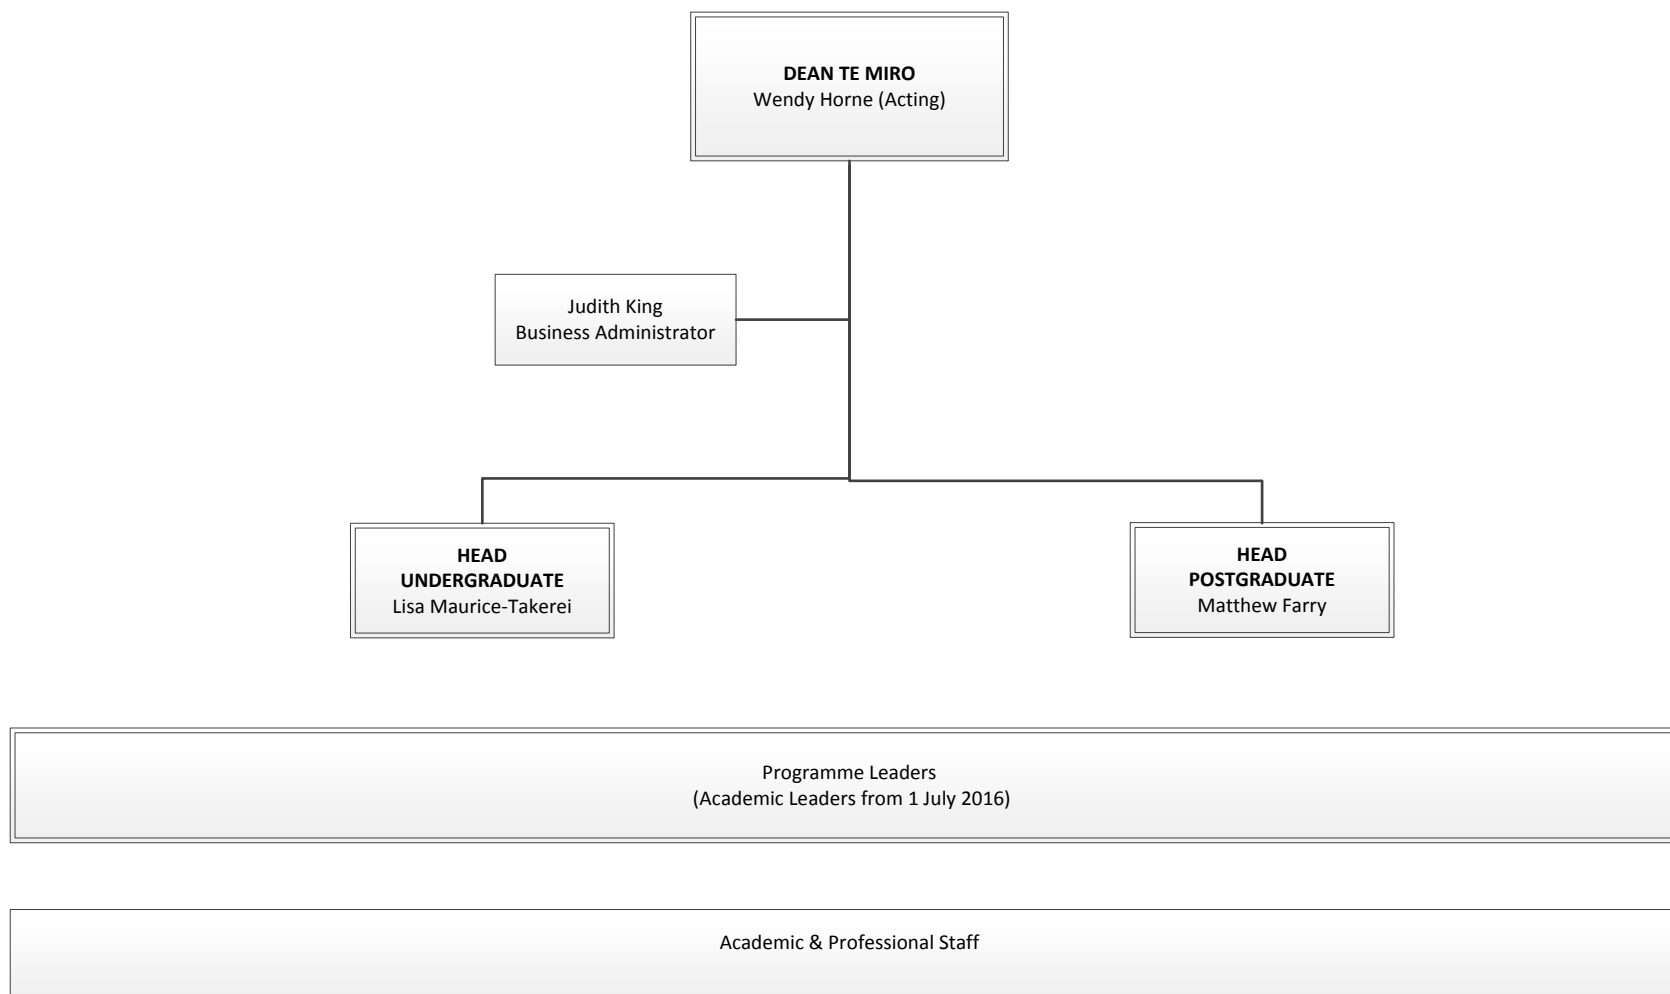 DEAN TE MIRO
Wendy Horne (Acting)
Judith King
Business Administrator
HEAD
UNDERGRADUATE
Lisa Maurice-Takerei
HEAD
POSTGRADUATE
Matthew Farry
Programme Leaders
(Academic Leaders from 1 July 2016)
Academic & Professional Staff